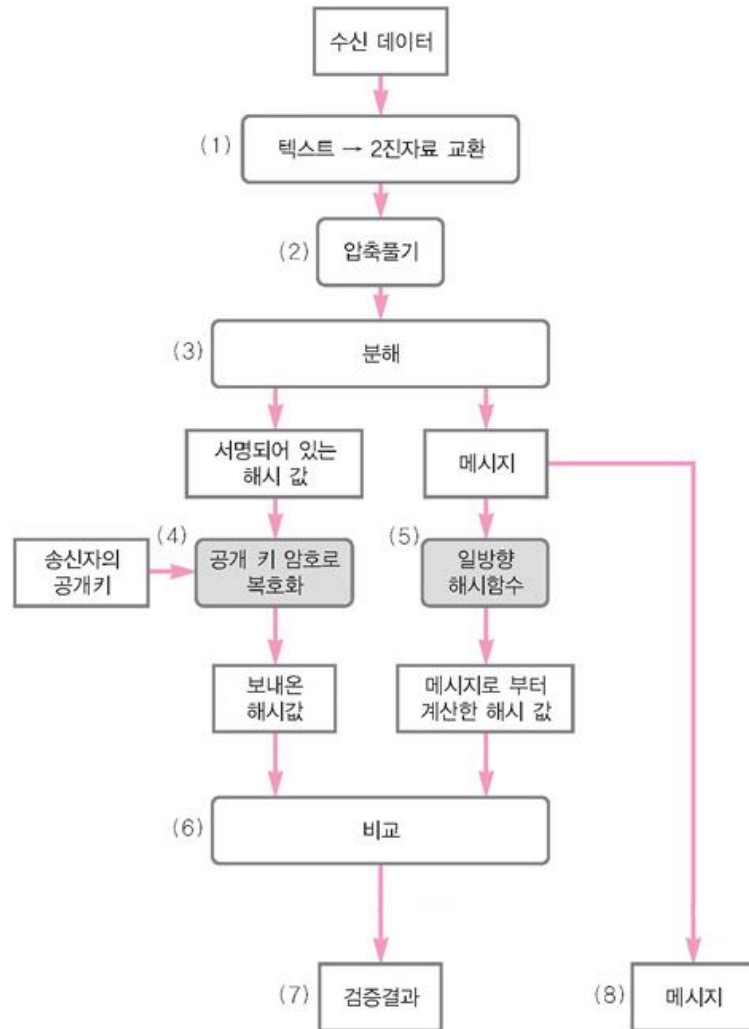 수신 데이터
(1)
텍스트 → 2진자료 교환
(2)
압축풀기
(3)
분해
서명되어 있는
해시 값
메시지
(4)
(5)
송신자의
공개키
공개 키 암호로
복호화
일방향
해시함수
보내온
해시값
메시지로 부터
계산한 해시 값
(6)
비교
(7)
검증결과
(8)
메시지